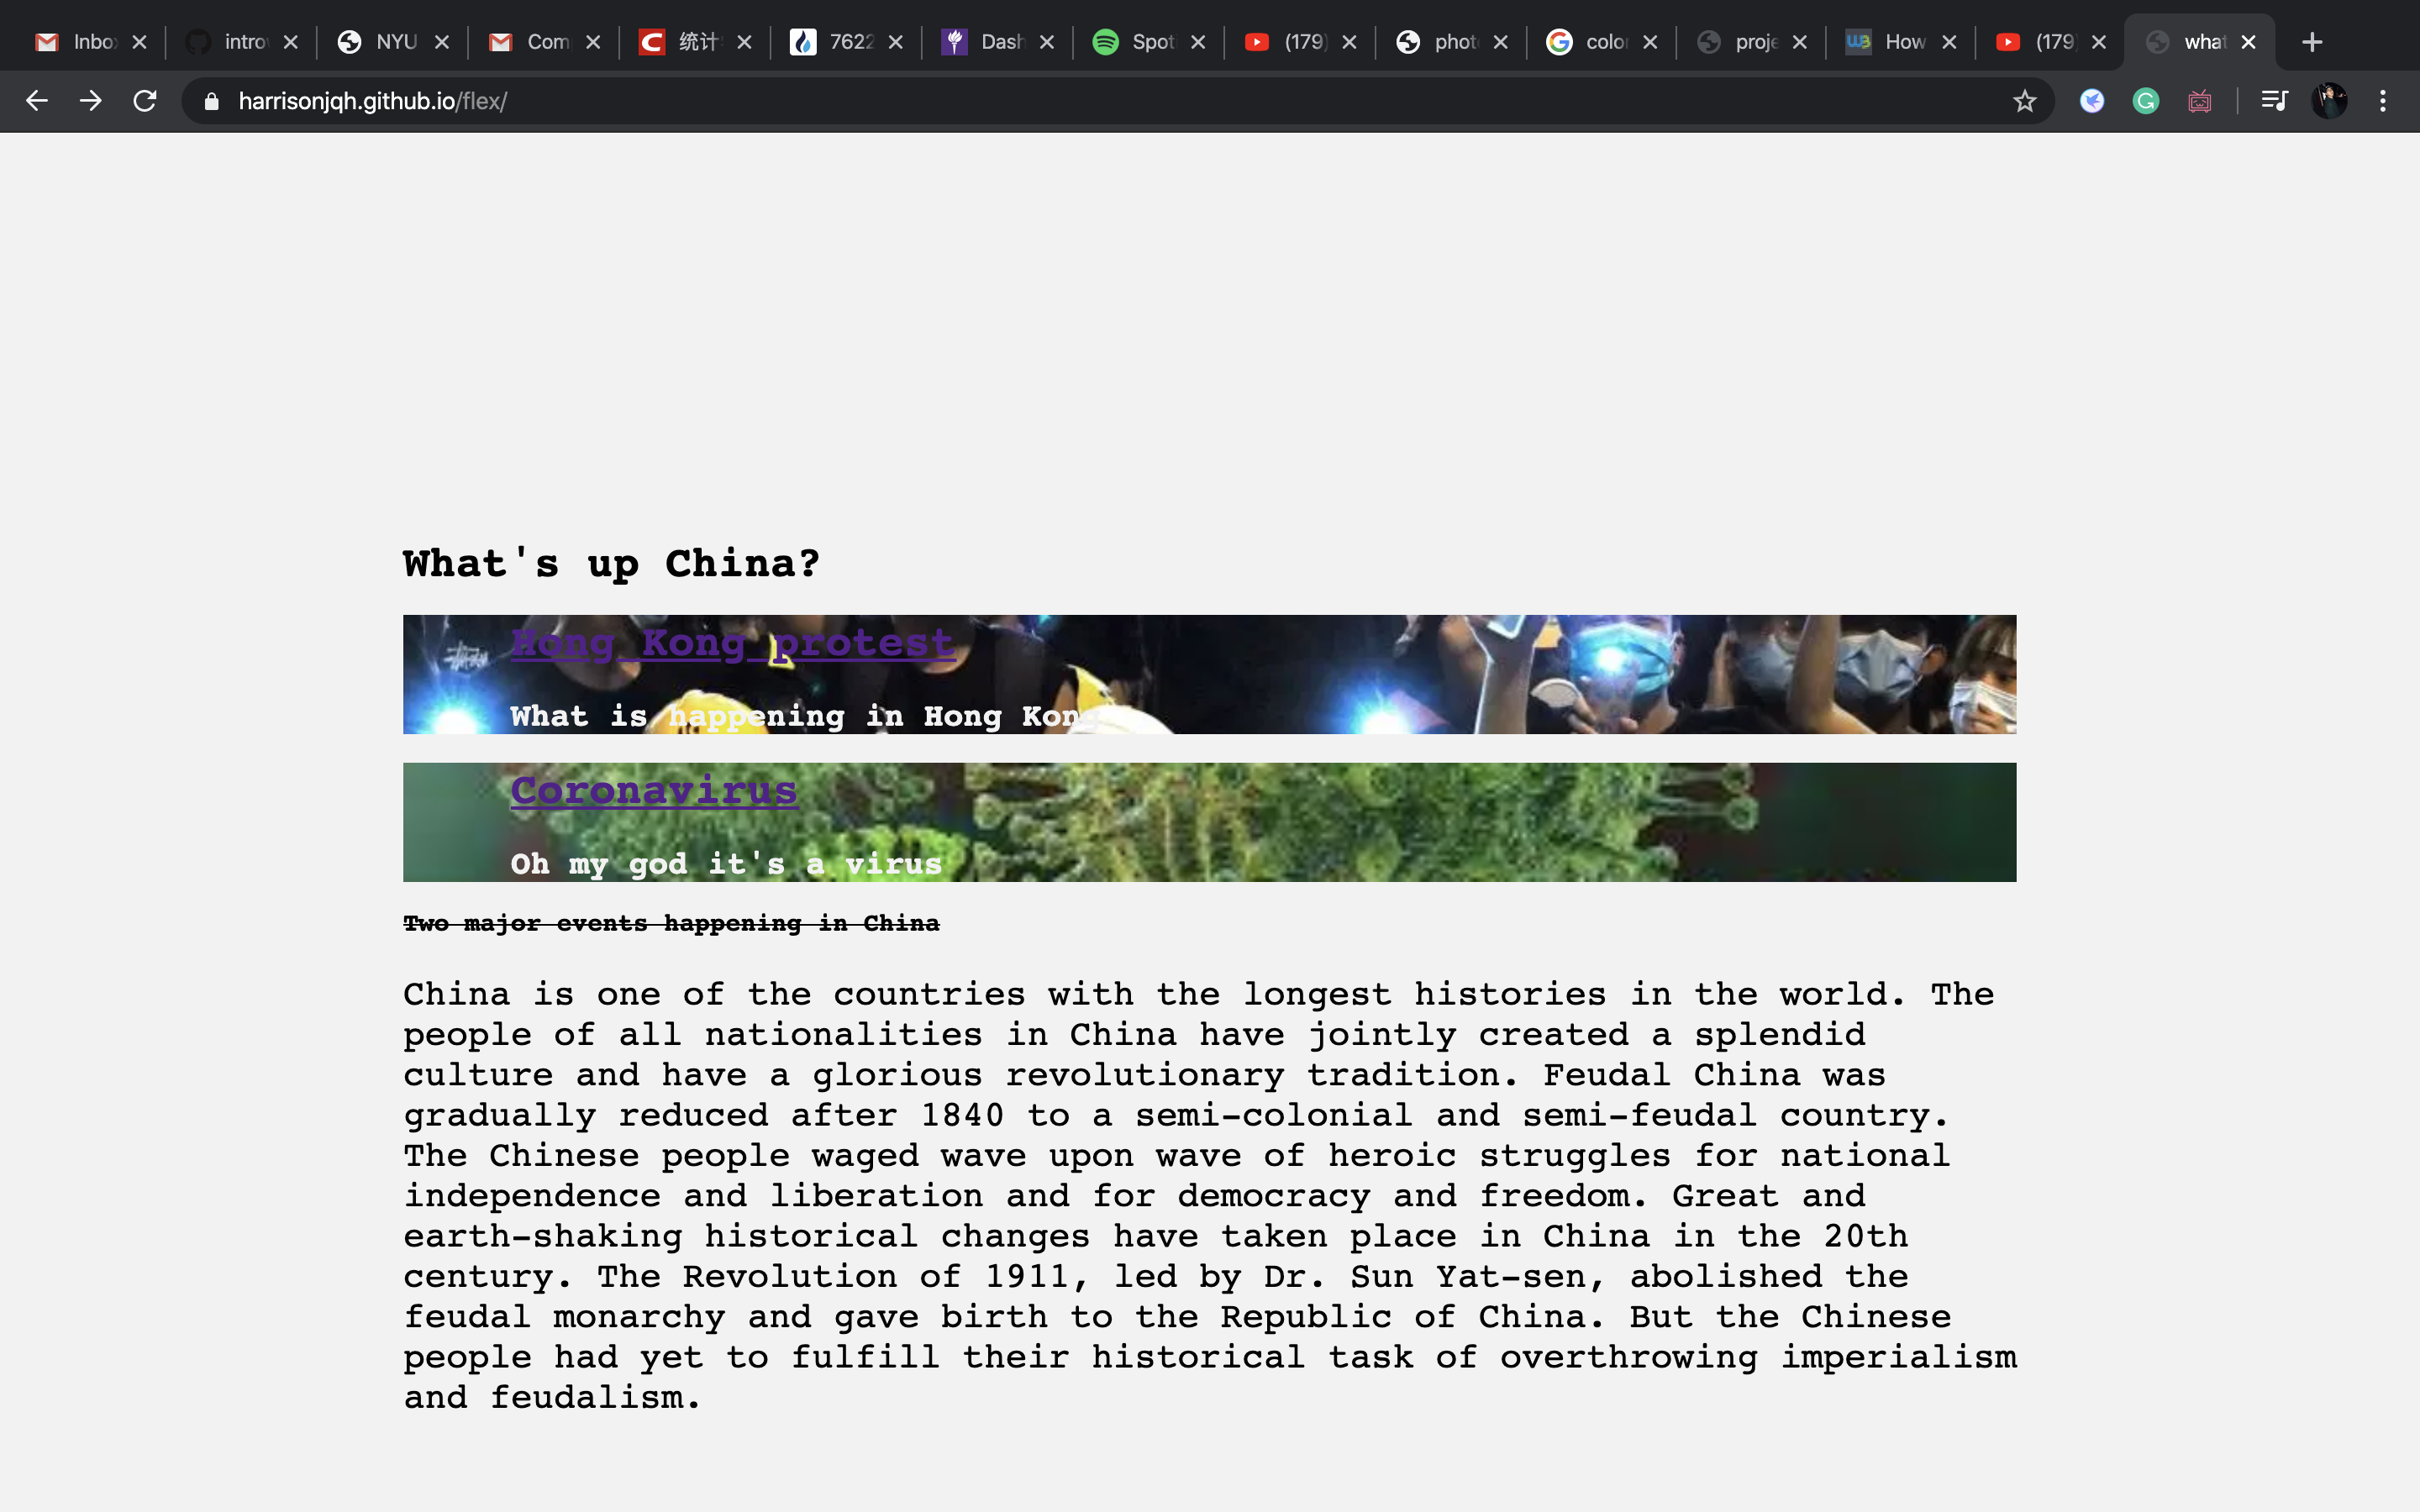 Inbo
intro
NYU
Com
统计
7622
Dash
Spoti
(179)
phot
color
proje
How
(179
what
harrisonjqh.github.io/flex/
What's up China?
Hong Kong protest
What is happening in Hong Kong
Coronavirus
Oh my god it's a virus
Two major events happening in China
China is one of the countries with the longest histories in the world. The
people of all nationalities in China have jointly created a splendid
culture and have a glorious revolutionary tradition. Feudal China was
gradually reduced after 1840 to a semi-colonial and semi-feudal country.
The Chinese people waged wave upon wave of heroic struggles for national
independence and liberation and for democracy and freedom. Great and
earth-shaking historical changes have taken place in China in the 20th
century. The Revolution of 1911, led by Dr. Sun Yat-sen, abolished the
feudal monarchy and gave birth to the Republic of China. But the Chinese
people had yet to fulfill their historical task of overthrowing imperialism
and feudalism.